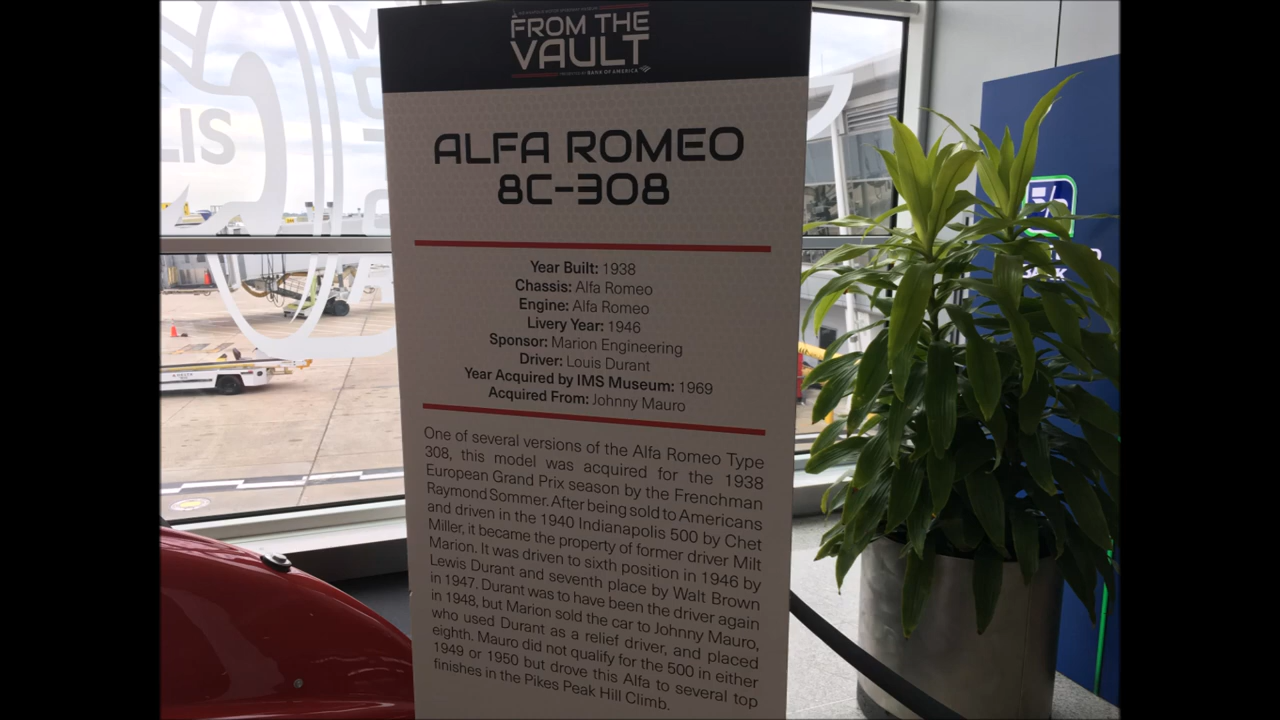 FROM THE
VAULT
PRESENTED BY BANK OF AMERICA
ALFA ROMEO
8C-308
Year Built: 1938
Chassis: Alfa Romeo
Engine: Alfa Romeo
Livery Year: 1946
Sponsor: Marion Engineering
Driver: Louis Durant
Year Acquired by IMS Museum: 1969
Acquired From: Johnny Mauro
One of several versions of the Alfa Romeo Type
308, this model was acquired for the 1938
European Grand Prix season by the Frenchman
Raymond Sommer. After being sold to Americans
and driven in the 1940 Indianapolis 500 by Chet
Miller, it became the property of former driver Milt
Marion. It was driven to sixth position in 1946 by
Lewis Durant and seventh place by Walt Brown
in 1947. Durant was to have been the driver again
in 1948, but Marion sold the car to Johnny Mauro,
who used Durant as a relief driver, and placed
eighth. Mauro did not qualify for the 500 in either
1949 or 1950 but drove this Alfa to several top
finishes in the Pikes Peak Hill Climb.
LIS